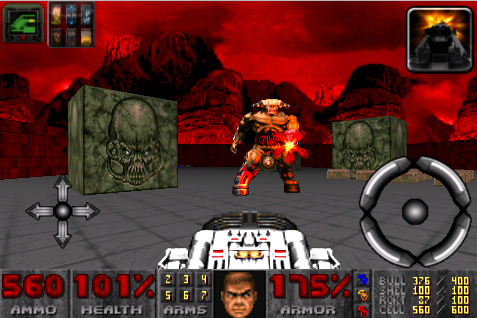 560 101% 2 3 4 175% BULL 376 / 400
SHEL 100 / 100
5 6 7 RCKT 87 / 100
AMMO HEALTH ARMS ARMOR CELL 560 / 600